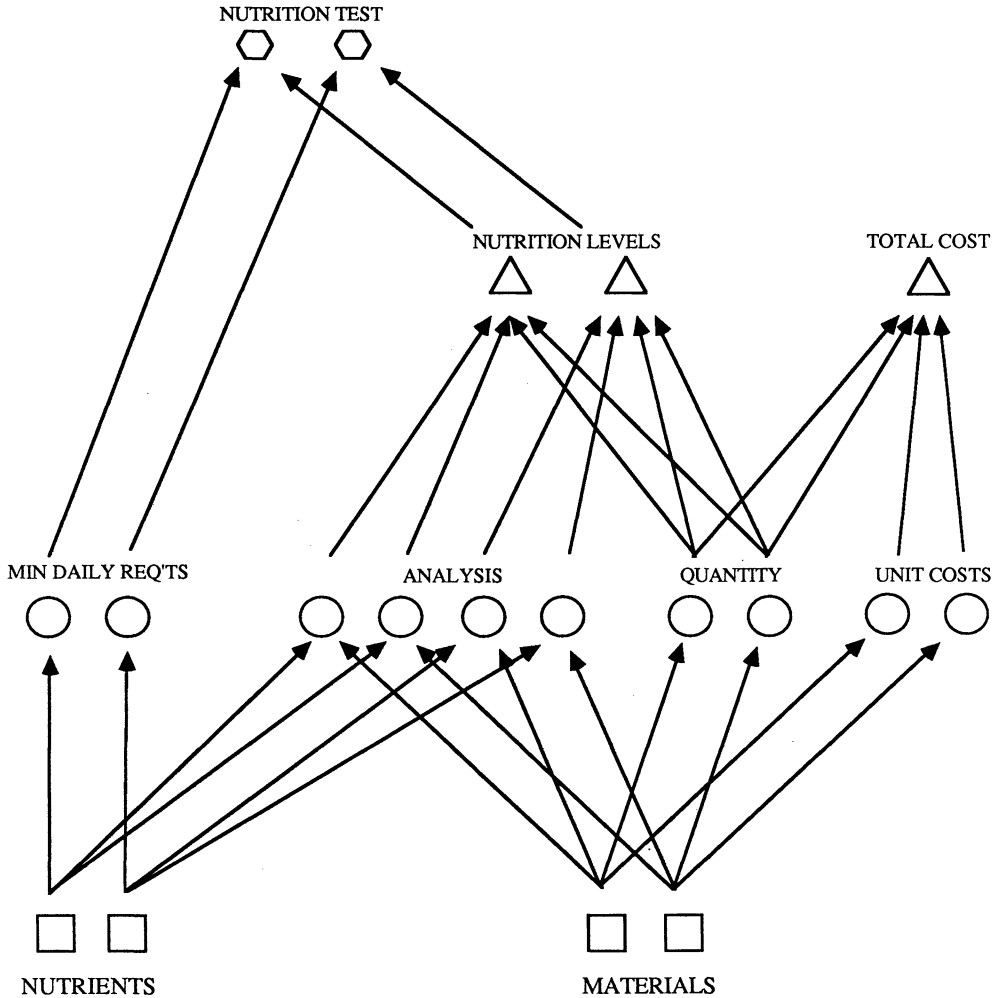 NUTRITION TEST
NUTRITION LEVELS
TOTAL COST
MIN DAILY REQ'TS
ANALYSIS
QUANTITY
UNIT COSTS
NUTRIENTS
MATERIALS